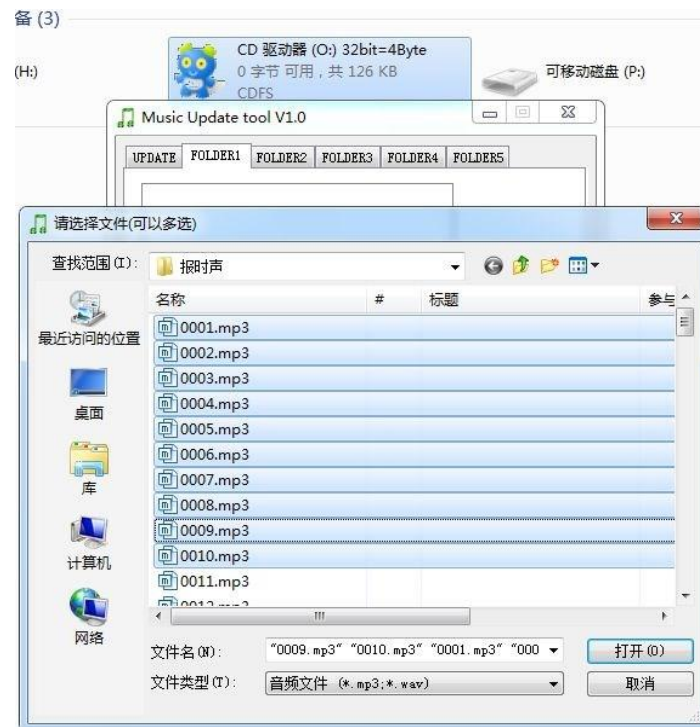 备 (3)
(H:)
CD 驱动器 (O:) 32bit=4Byte
0 字节 可用，共 126 KB
CDFS
可移动磁盘 (P:)
Music Update tool V1.0
UPDATE FOLDER1 FOLDER2 FOLDER3 FOLDER4 FOLDER5
请选择文件(可以多选)
查找范围(I): 报时声
名称 # 标题 参与
最近访问的位置
桌面
库
计算机
网络
0001.mp3
0002.mp3
0003.mp3
0004.mp3
0005.mp3
0006.mp3
0007.mp3
0008.mp3
0009.mp3
0010.mp3
0011.mp3
0012.mp3
文件名(N): "0009.mp3" "0010.mp3" "0001.mp3" "000 打开(O)
文件类型(T): 音频文件 (*.mp3;*.wav) 取消